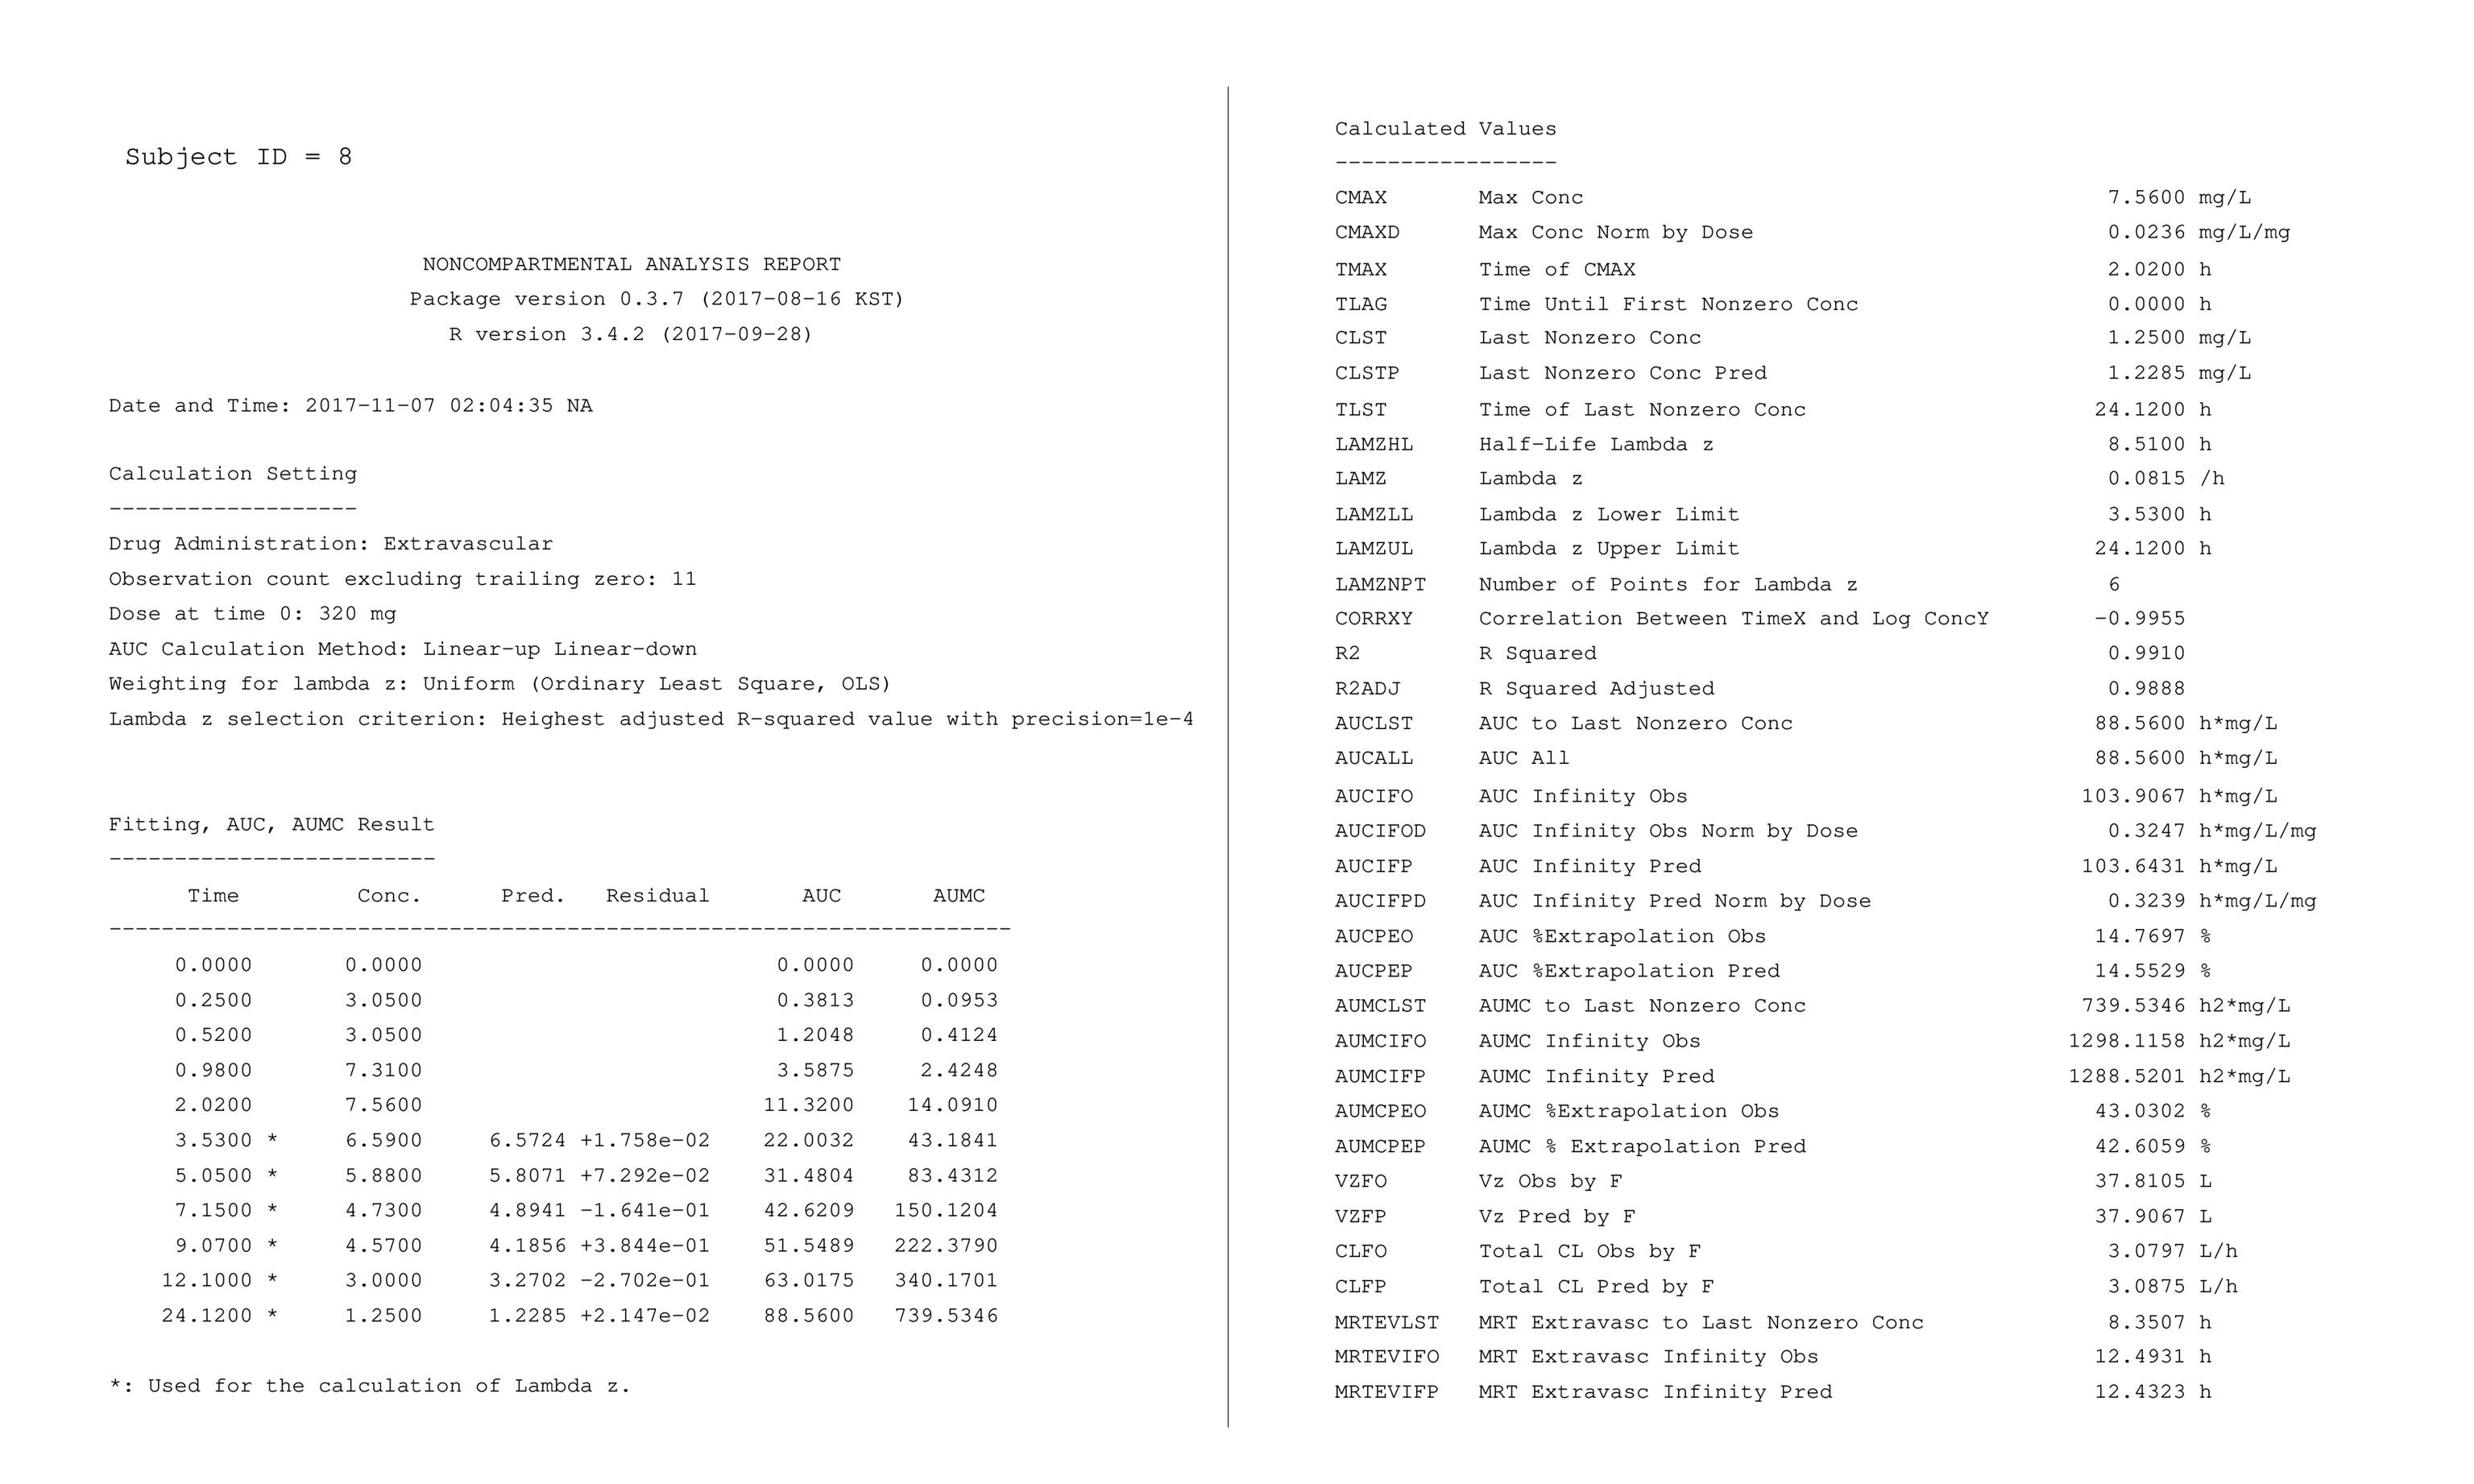 Subject ID = 8
NONCOMPARTMENTAL ANALYSIS REPORT
Package version 0.3.7 (2017-08-16 KST)
R version 3.4.2 (2017-09-28)
Date and Time: 2017-11-07 02:04:35 NA
Calculation Setting
-------------------
Drug Administration: Extravascular
Observation count excluding trailing zero: 11
Dose at time 0: 320 mg
AUC Calculation Method: Linear-up Linear-down
Weighting for lambda z: Uniform (Ordinary Least Square, OLS)
Lambda z selection criterion: Heighest adjusted R-squared value with precision=1e-4
Fitting, AUC, AUMC Result
-------------------------
Time Conc. Pred. Residual AUC AUMC
---------------------------------------------------------------------
0.0000 0.0000 0.0000 0.0000
0.2500 3.0500 0.3813 0.0953
0.5200 3.0500 1.2048 0.4124
0.9800 7.3100 3.5875 2.4248
2.0200 7.5600 11.3200 14.0910
3.5300 * 6.5900 6.5724 +1.758e-02 22.0032 43.1841
5.0500 * 5.8800 5.8071 +7.292e-02 31.4804 83.4312
7.1500 * 4.7300 4.8941 -1.641e-01 42.6209 150.1204
9.0700 * 4.5700 4.1856 +3.844e-01 51.5489 222.3790
12.1000 * 3.0000 3.2702 -2.702e-01 63.0175 340.1701
24.1200 * 1.2500 1.2285 +2.147e-02 88.5600 739.5346
*: Used for the calculation of Lambda z.
Calculated Values
-----------------
CMAX Max Conc 7.5600 mg/L
CMAXD Max Conc Norm by Dose 0.0236 mg/L/mg
TMAX Time of CMAX 2.0200 h
TLAG Time Until First Nonzero Conc 0.0000 h
CLST Last Nonzero Conc 1.2500 mg/L
CLSTP Last Nonzero Conc Pred 1.2285 mg/L
TLST Time of Last Nonzero Conc 24.1200 h
LAMZHL Half-Life Lambda z 8.5100 h
LAMZ Lambda z 0.0815 /h
LAMZLL Lambda z Lower Limit 3.5300 h
LAMZUL Lambda z Upper Limit 24.1200 h
LAMZNPT Number of Points for Lambda z 6
CORRXY Correlation Between TimeX and Log ConcY -0.9955
R2 R Squared 0.9910
R2ADJ R Squared Adjusted 0.9888
AUCLST AUC to Last Nonzero Conc 88.5600 h*mg/L
AUCALL AUC All 88.5600 h*mg/L
AUCIFO AUC Infinity Obs 103.9067 h*mg/L
AUCIFOD AUC Infinity Obs Norm by Dose 0.3247 h*mg/L/mg
AUCIFP AUC Infinity Pred 103.6431 h*mg/L
AUCIFPD AUC Infinity Pred Norm by Dose 0.3239 h*mg/L/mg
AUCPEO AUC %Extrapolation Obs 14.7697 %
AUCPEP AUC %Extrapolation Pred 14.5529 %
AUMCLST AUMC to Last Nonzero Conc 739.5346 h2*mg/L
AUMCIFO AUMC Infinity Obs 1298.1158 h2*mg/L
AUMCIFP AUMC Infinity Pred 1288.5201 h2*mg/L
AUMCPEO AUMC %Extrapolation Obs 43.0302 %
AUMCPEP AUMC % Extrapolation Pred 42.6059 %
VZFO Vz Obs by F 37.8105 L
VZFP Vz Pred by F 37.9067 L
CLFO Total CL Obs by F 3.0797 L/h
CLFP Total CL Pred by F 3.0875 L/h
MRTEVLST MRT Extravasc to Last Nonzero Conc 8.3507 h
MRTEVIFO MRT Extravasc Infinity Obs 12.4931 h
MRTEVIFP MRT Extravasc Infinity Pred 12.4323 h